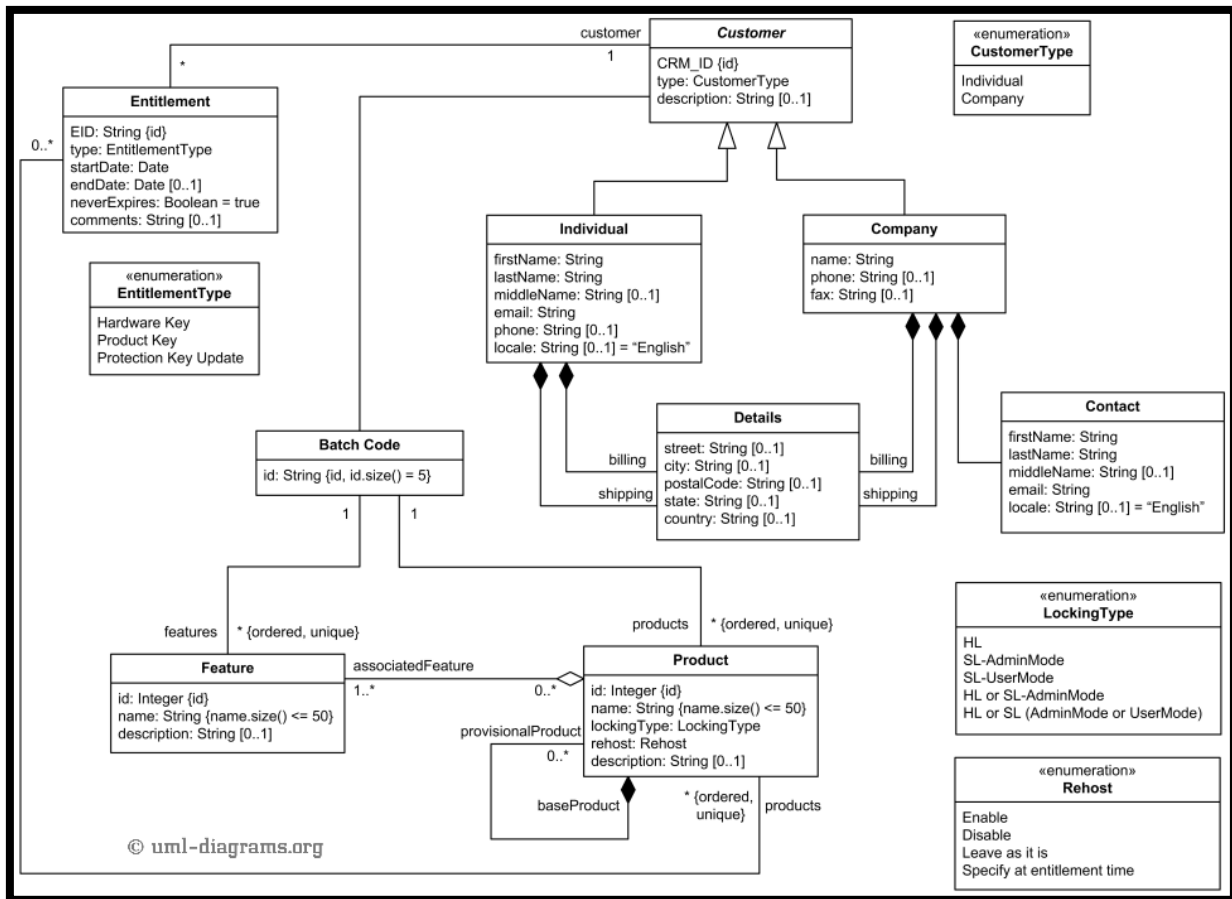 customer
1
*
Customer
CRM_ID {id}
type: CustomerType
description: String [0..1]
«enumeration»
CustomerType
Individual
Company
Entitlement
EID: String {id}
type: EntitlementType
startDate: Date
endDate: Date [0..1]
neverExpires: Boolean = true
comments: String [0..1]
0..*
«enumeration»
EntitlementType
Hardware Key
Product Key
Protection Key Update
Individual
firstName: String
lastName: String
middleName: String [0..1]
email: String
phone: String [0..1]
locale: String [0..1] = “English”
Company
name: String
phone: String [0..1]
fax: String [0..1]
Details
street: String [0..1]
city: String [0..1]
postalCode: String [0..1]
state: String [0..1]
country: String [0..1]
billing
shipping
billing
shipping
Contact
firstName: String
lastName: String
middleName: String [0..1]
email: String
locale: String [0..1] = “English”
Batch Code
id: String {id, id.size() = 5}
1
1
features
* {ordered, unique}
products
* {ordered, unique}
Feature
id: Integer {id}
name: String {name.size() <= 50}
description: String [0..1]
associatedFeature
1..*
0..*
Product
id: Integer {id}
name: String {name.size() <= 50}
lockingType: LockingType
rehost: Rehost
description: String [0..1]
provisionalProduct
0..*
baseProduct
* {ordered,
unique}
products
«enumeration»
LockingType
HL
SL-AdminMode
SL-UserMode
HL or SL-AdminMode
HL or SL (AdminMode or UserMode)
«enumeration»
Rehost
Enable
Disable
Leave as it is
Specify at entitlement time
© uml-diagrams.org